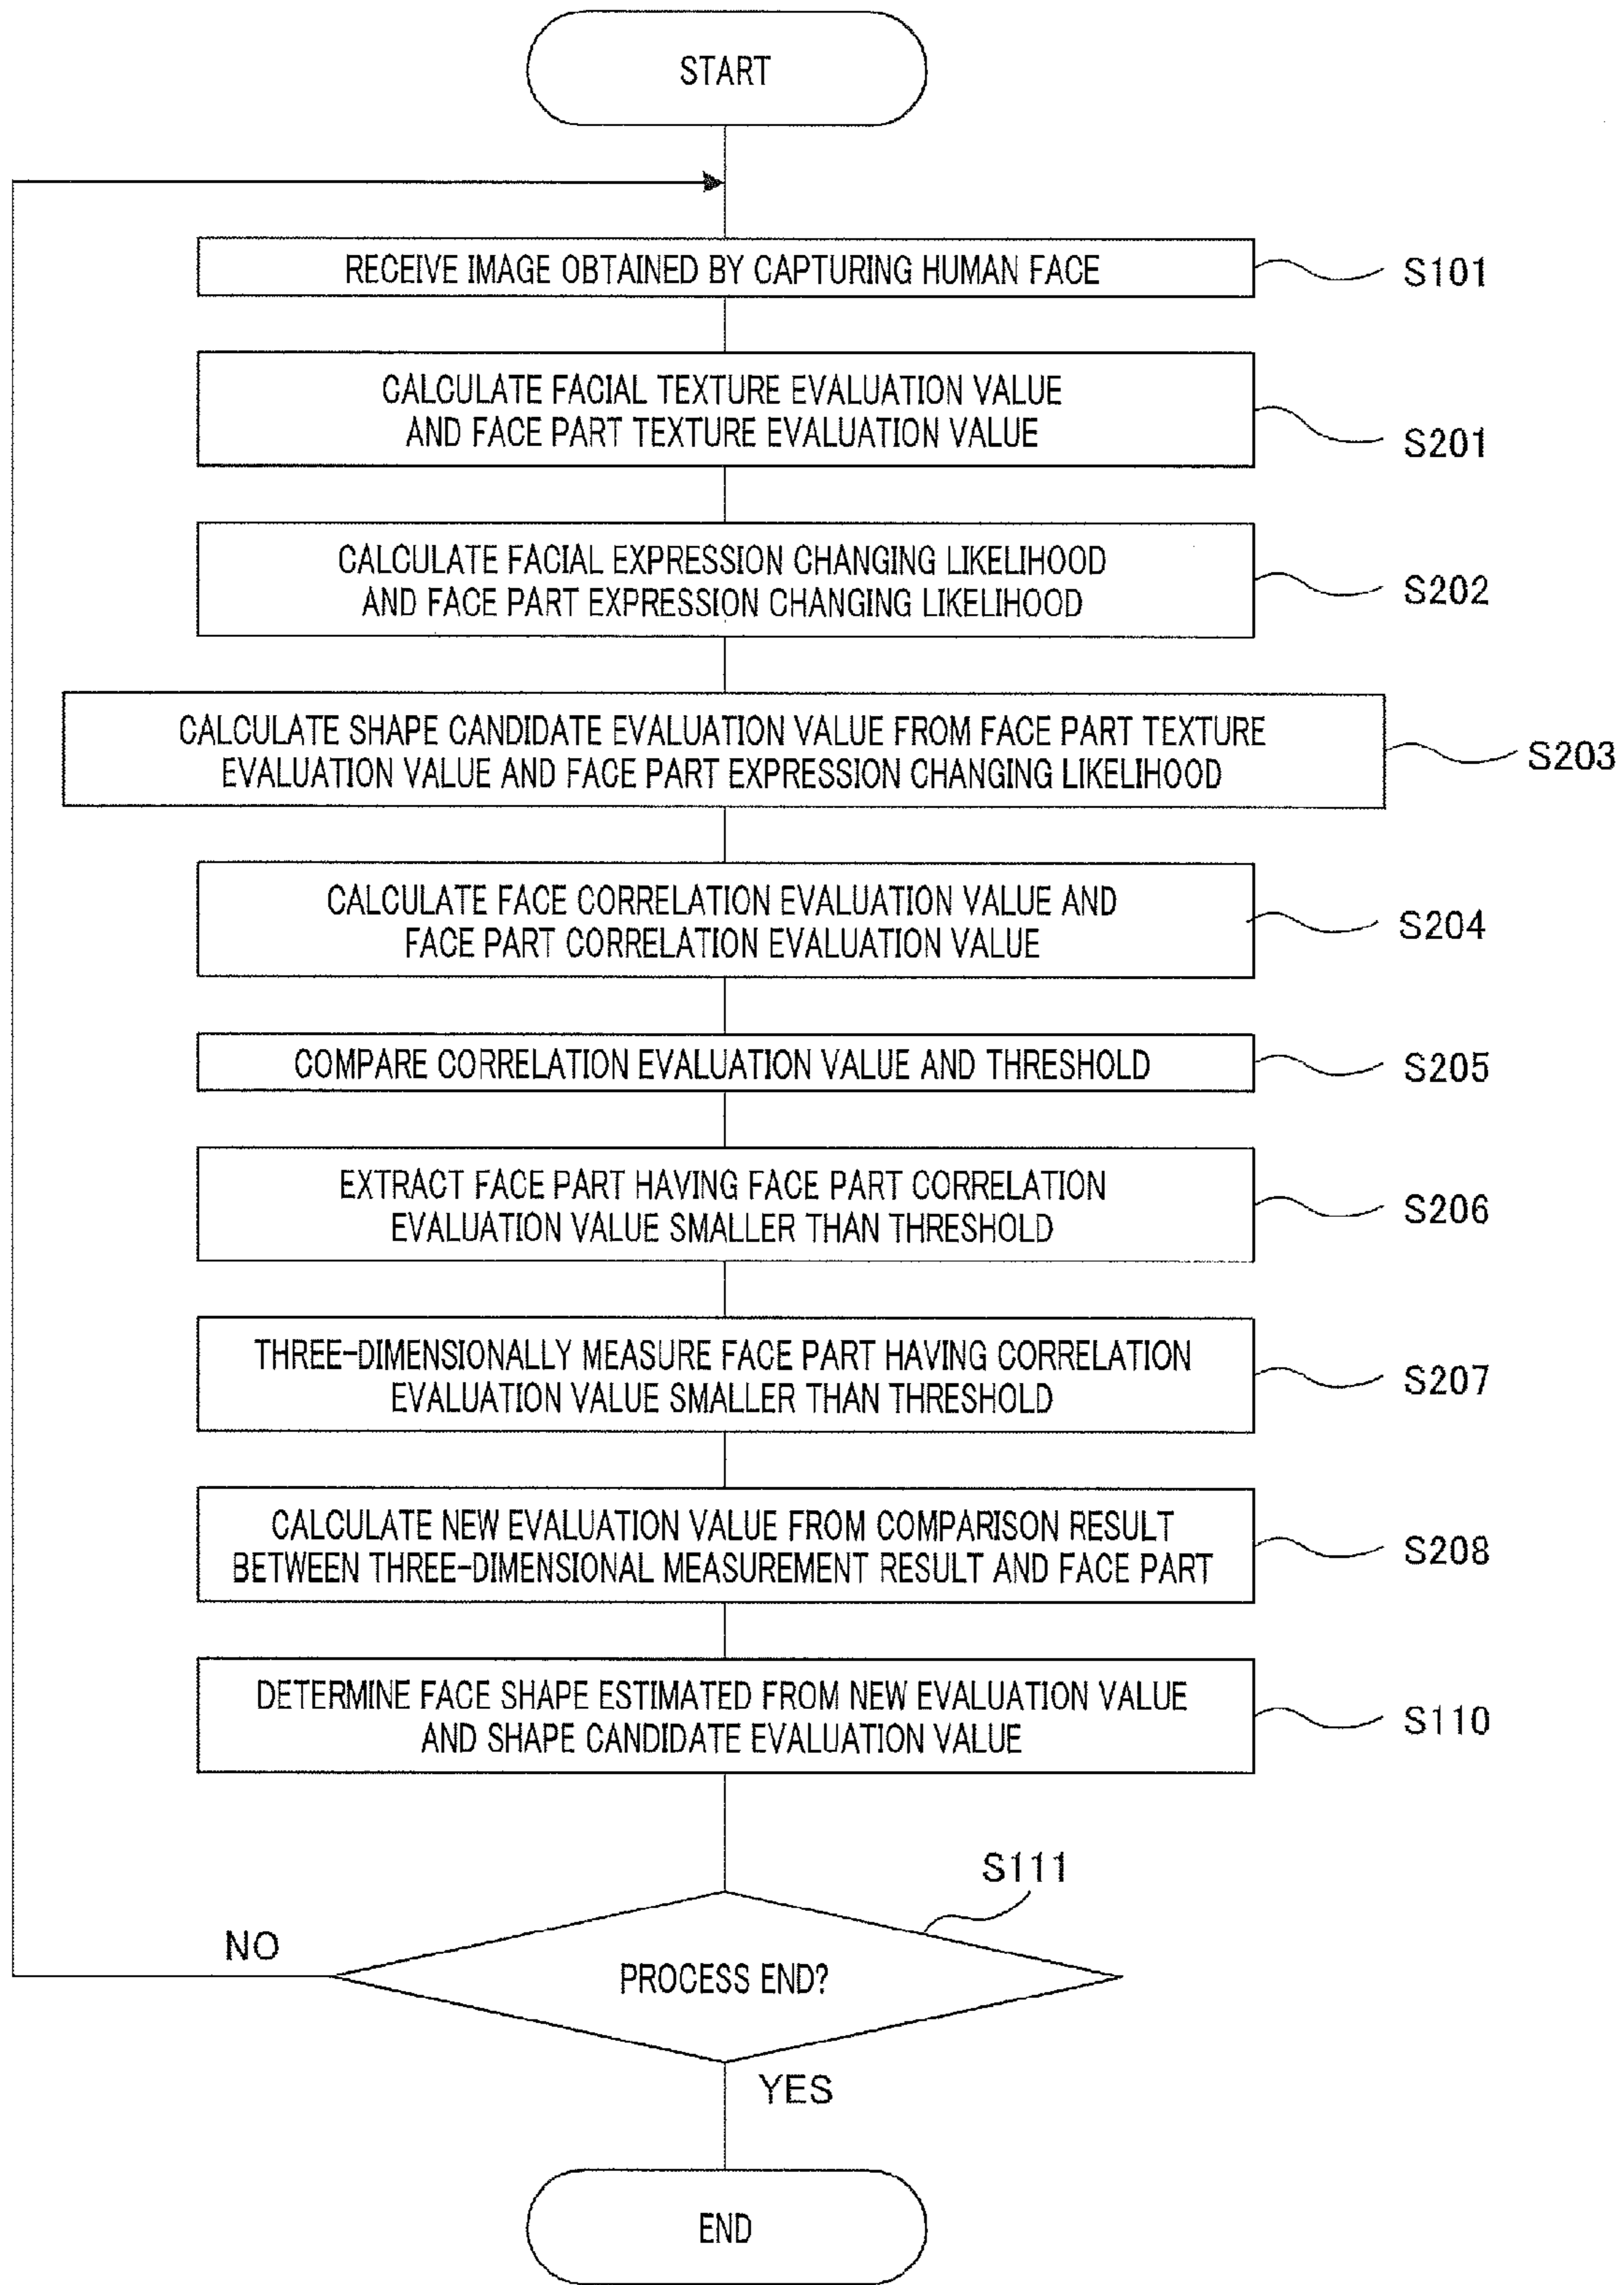 START
RECEIVE IMAGE OBTAINED BY CAPTURING HUMAN FACE
S101
CALCULATE FACIAL TEXTURE EVALUATION VALUE
AND FACE PART TEXTURE EVALUATION VALUE
S201
CALCULATE FACIAL EXPRESSION CHANGING LIKELIHOOD
AND FACE PART EXPRESSION CHANGING LIKELIHOOD
S202
CALCULATE SHAPE CANDIDATE EVALUATION VALUE FROM FACE PART TEXTURE
EVALUATION VALUE AND FACE PART EXPRESSION CHANGING LIKELIHOOD
S203
CALCULATE FACE CORRELATION EVALUATION VALUE AND
FACE PART CORRELATION EVALUATION VALUE
S204
COMPARE CORRELATION EVALUATION VALUE AND THRESHOLD
S205
EXTRACT FACE PART HAVING FACE PART CORRELATION
EVALUATION VALUE SMALLER THAN THRESHOLD
S206
THREE-DIMENSIONALLY MEASURE FACE PART HAVING CORRELATION
EVALUATION VALUE SMALLER THAN THRESHOLD
S207
CALCULATE NEW EVALUATION VALUE FROM COMPARISON RESULT
BETWEEN THREE-DIMENSIONAL MEASUREMENT RESULT AND FACE PART
S208
DETERMINE FACE SHAPE ESTIMATED FROM NEW EVALUATION VALUE
AND SHAPE CANDIDATE EVALUATION VALUE
S110
S111
NO
PROCESS END?
YES
END